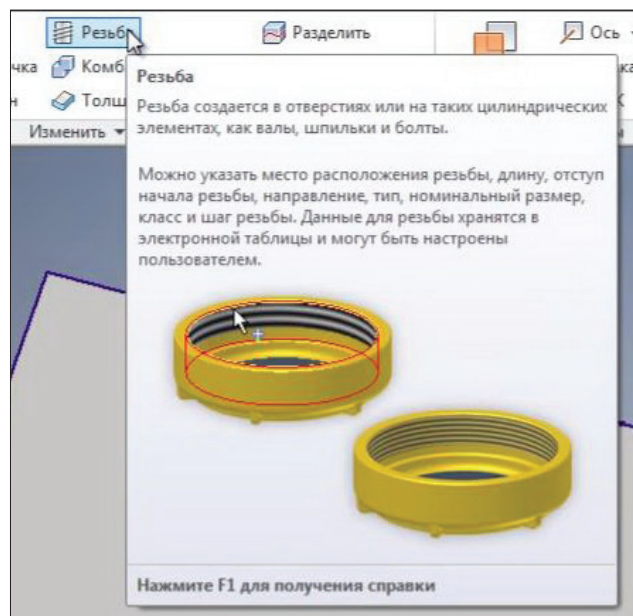 Резьба
Разделить
Ось
чка
Комб
н
Толщ
Изменить
Резьба
Резьба создается в отверстиях или на таких цилиндрических
элементах, как валы, шпильки и болты.
Можно указать место расположения резьбы, длину, отступ
начала резьбы, направление, тип, номинальный размер,
класс и шаг резьбы. Данные для резьбы хранятся в
электронной таблицы и могут быть настроены
пользователем.
Нажмите F1 для получения справки